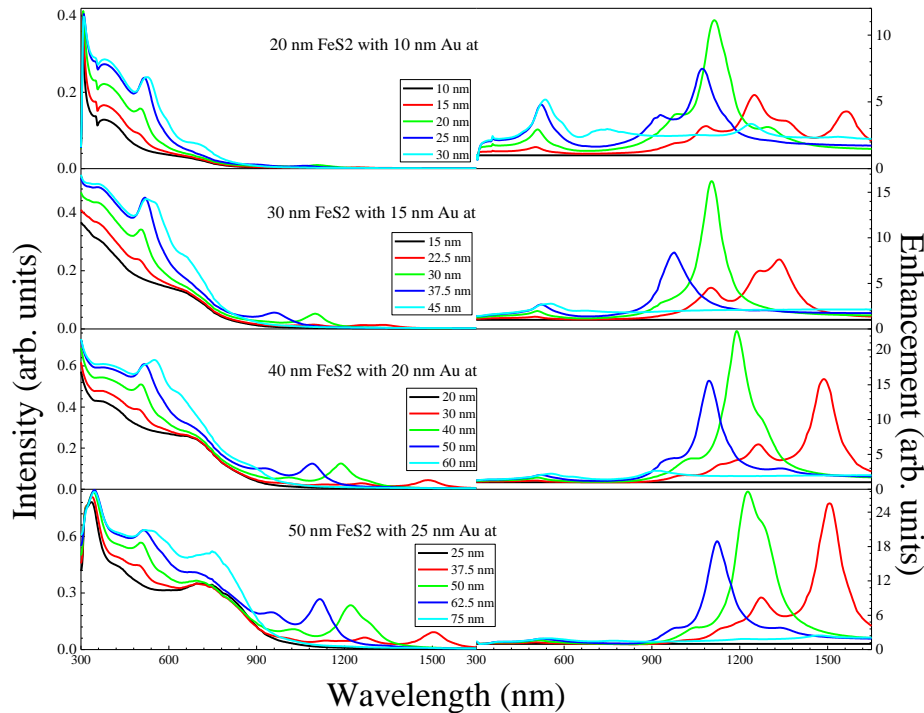 0.4
0.2
0.0
20 nm FeS2 with 10 nm Au at
10 nm
15 nm
20 nm
25 nm
30 nm
10
5
0
0.4
0.2
0.0
30 nm FeS2 with 15 nm Au at
15 nm
22.5 nm
30 nm
37.5 nm
45 nm
15
10
5
0
0.6
0.4
0.2
0.0
40 nm FeS2 with 20 nm Au at
20 nm
30 nm
40 nm
50 nm
60 nm
20
15
10
5
0
0.6
0.3
0.0
50 nm FeS2 with 25 nm Au at
25 nm
37.5 nm
50 nm
62.5 nm
75 nm
24
18
12
6
0
300 600 900 1200 1500 300 600 900 1200 1500
Wavelength (nm)
Intensity (arb. units)
Enhancement (arb. units)